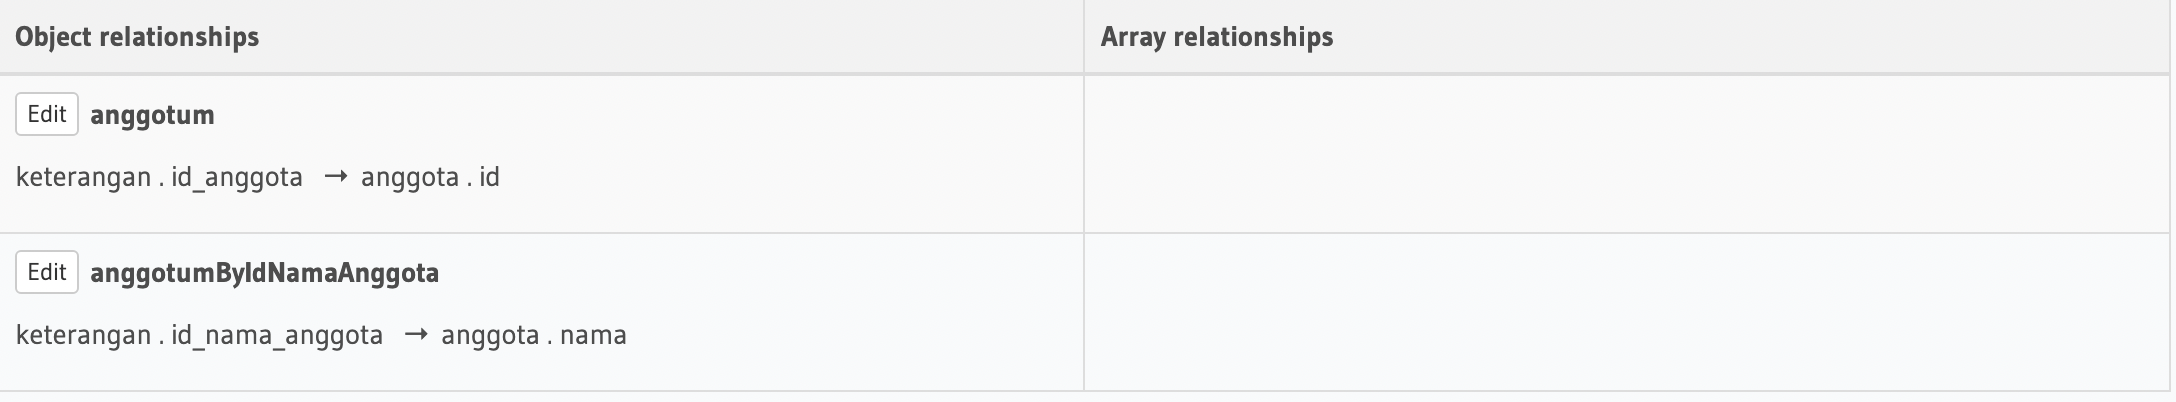 Object relationships
Array relationships
Edit anggotum
keterangan . id_anggota → anggota . id
Edit anggotumByIdNamaAnggota
keterangan . id_nama_anggota → anggota . nama